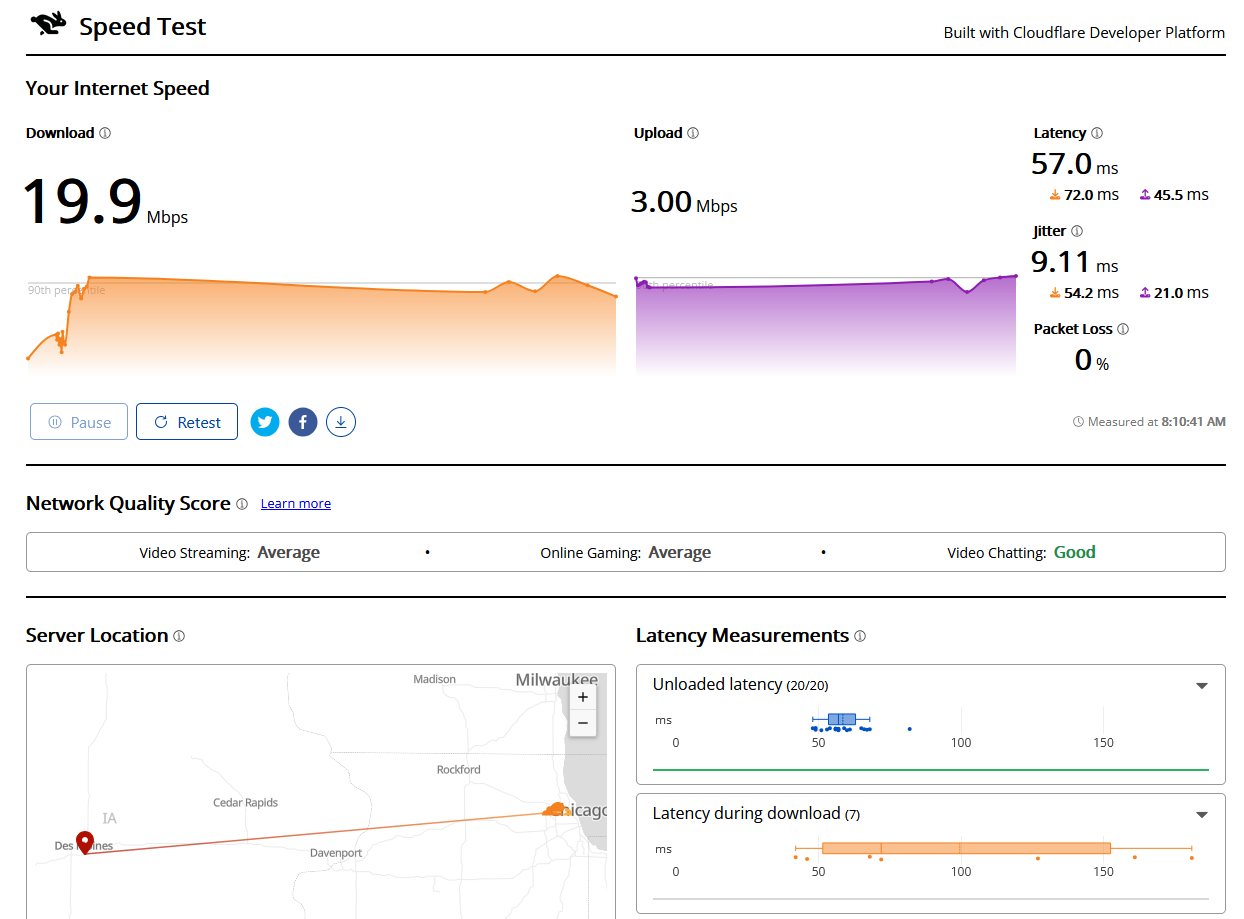 Speed Test
Built with Cloudflare Developer Platform
Your Internet Speed
Download
19.9 Mbps
90th percentile
Upload
3.00 Mbps
percentile
Latency
57.0 ms
72.0 ms 45.5 ms
Jitter
9.11 ms
54.2 ms 21.0 ms
Packet Loss
0 %
Pause Retest
Measured at 8:10:41 AM
Network Quality Score Learn more
Video Streaming: Average • Online Gaming: Average • Video Chatting: Good
Server Location
Madison
Milwaukee
+
−
Rockford
Cedar Rapids
IA
Chicago
Des Moines
Davenport
Latency Measurements
Unloaded latency (20/20)
ms
0 50 100 150
Latency during download (7)
ms
0 50 100 150